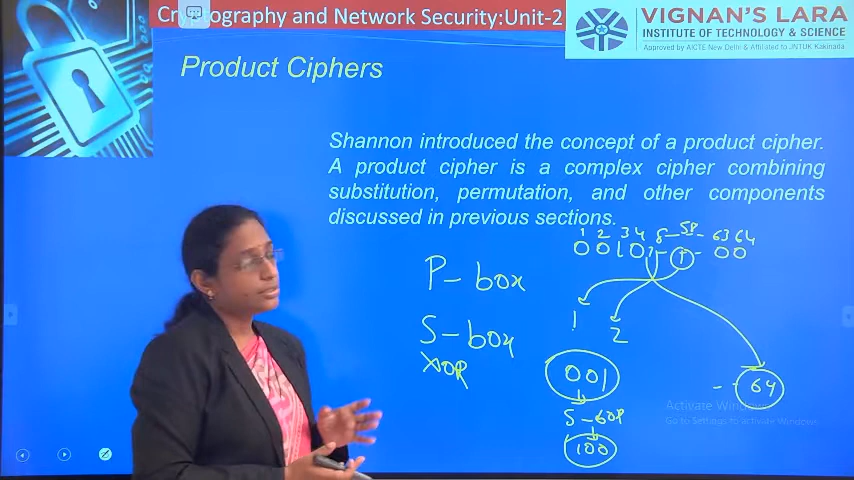 Cryptography and Network Security:Unit-2
VIGNAN'S LARA
INSTITUTE OF TECHNOLOGY & SCIENCE
Approved by AICTE New Delhi & Affiliated to JNTUK Kakinada
Product Ciphers
Shannon introduced the concept of a product cipher.
A product cipher is a complex cipher combining
substitution, permutation, and other components
discussed in previous sections.
1 2 3 4 58 63 64
0 0 1 0 1 0 0
P-box
1 2
S-box
XOR
001
-- 64
S-box
100
Activate Windows
Go to Settings to activate Windows.